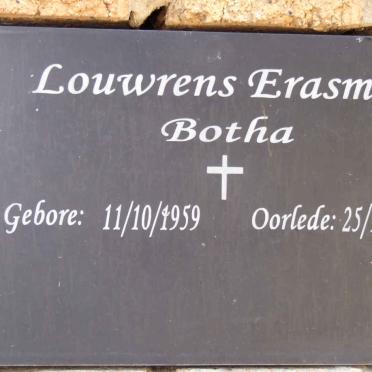 Louwrens Erasm
Botha
Gebore: 11/10/1959 Oorlede: 25/